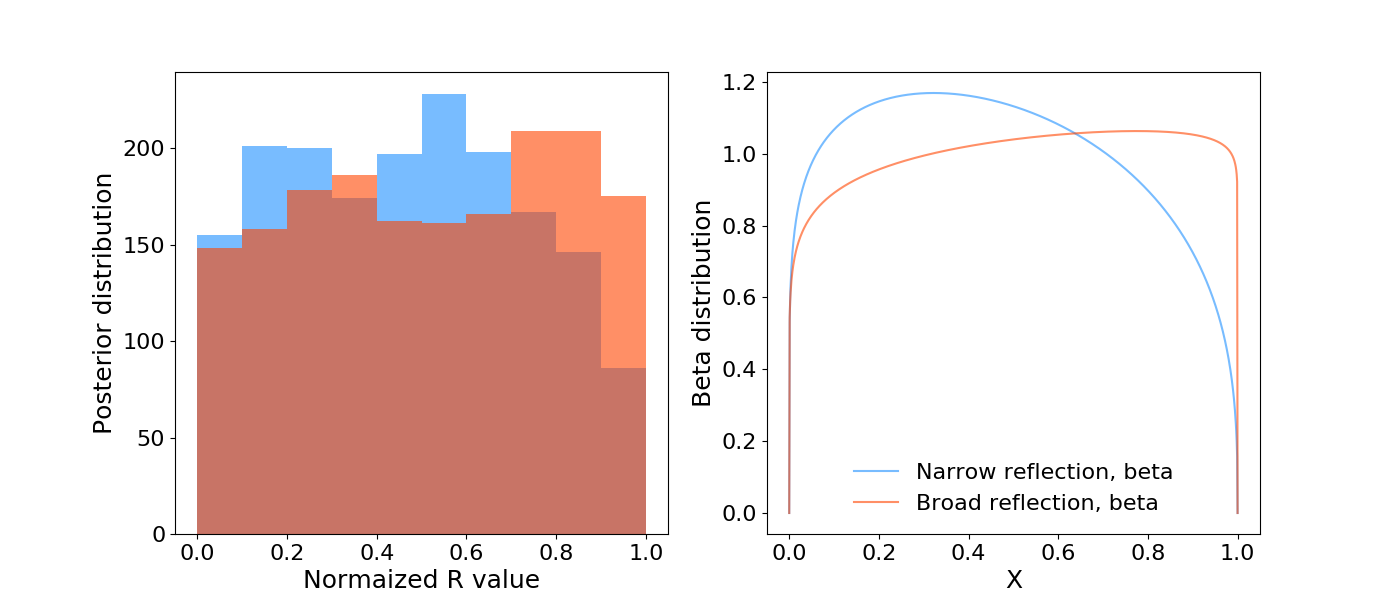 Posterior distribution
200
150
100
50
0
0.0 0.2 0.4 0.6 0.8 1.0
Normaized R value
Beta distribution
1.2
1.0
0.8
0.6
0.4
0.2
0.0
Narrow reflection, beta
Broad reflection, beta
0.0 0.2 0.4 0.6 0.8 1.0
X